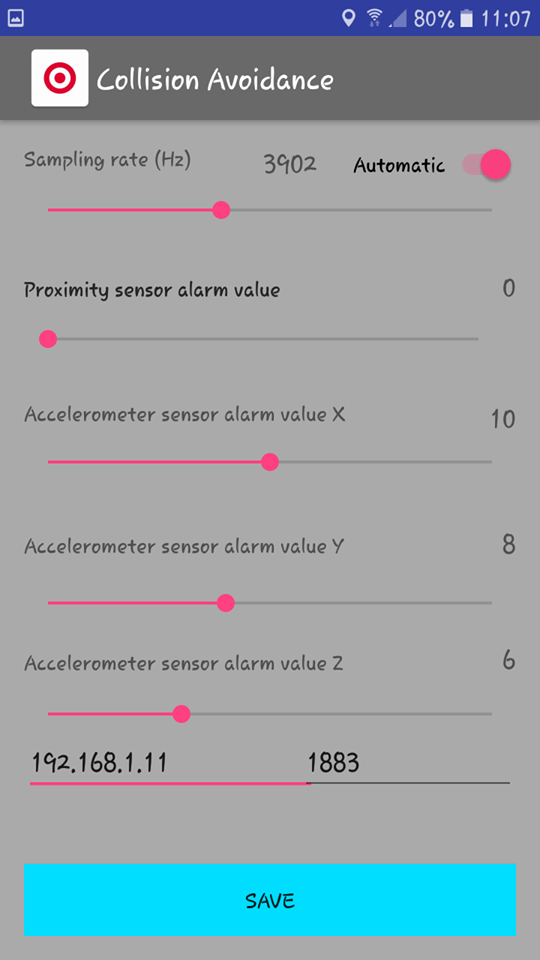 80% 11:07
Collision Avoidance
Sampling rate (Hz) 3902 Automatic
Proximity sensor alarm value 0
Accelerometer sensor alarm value X 10
Accelerometer sensor alarm value Y 8
Accelerometer sensor alarm value Z 6
192.168.1.11 1883
SAVE